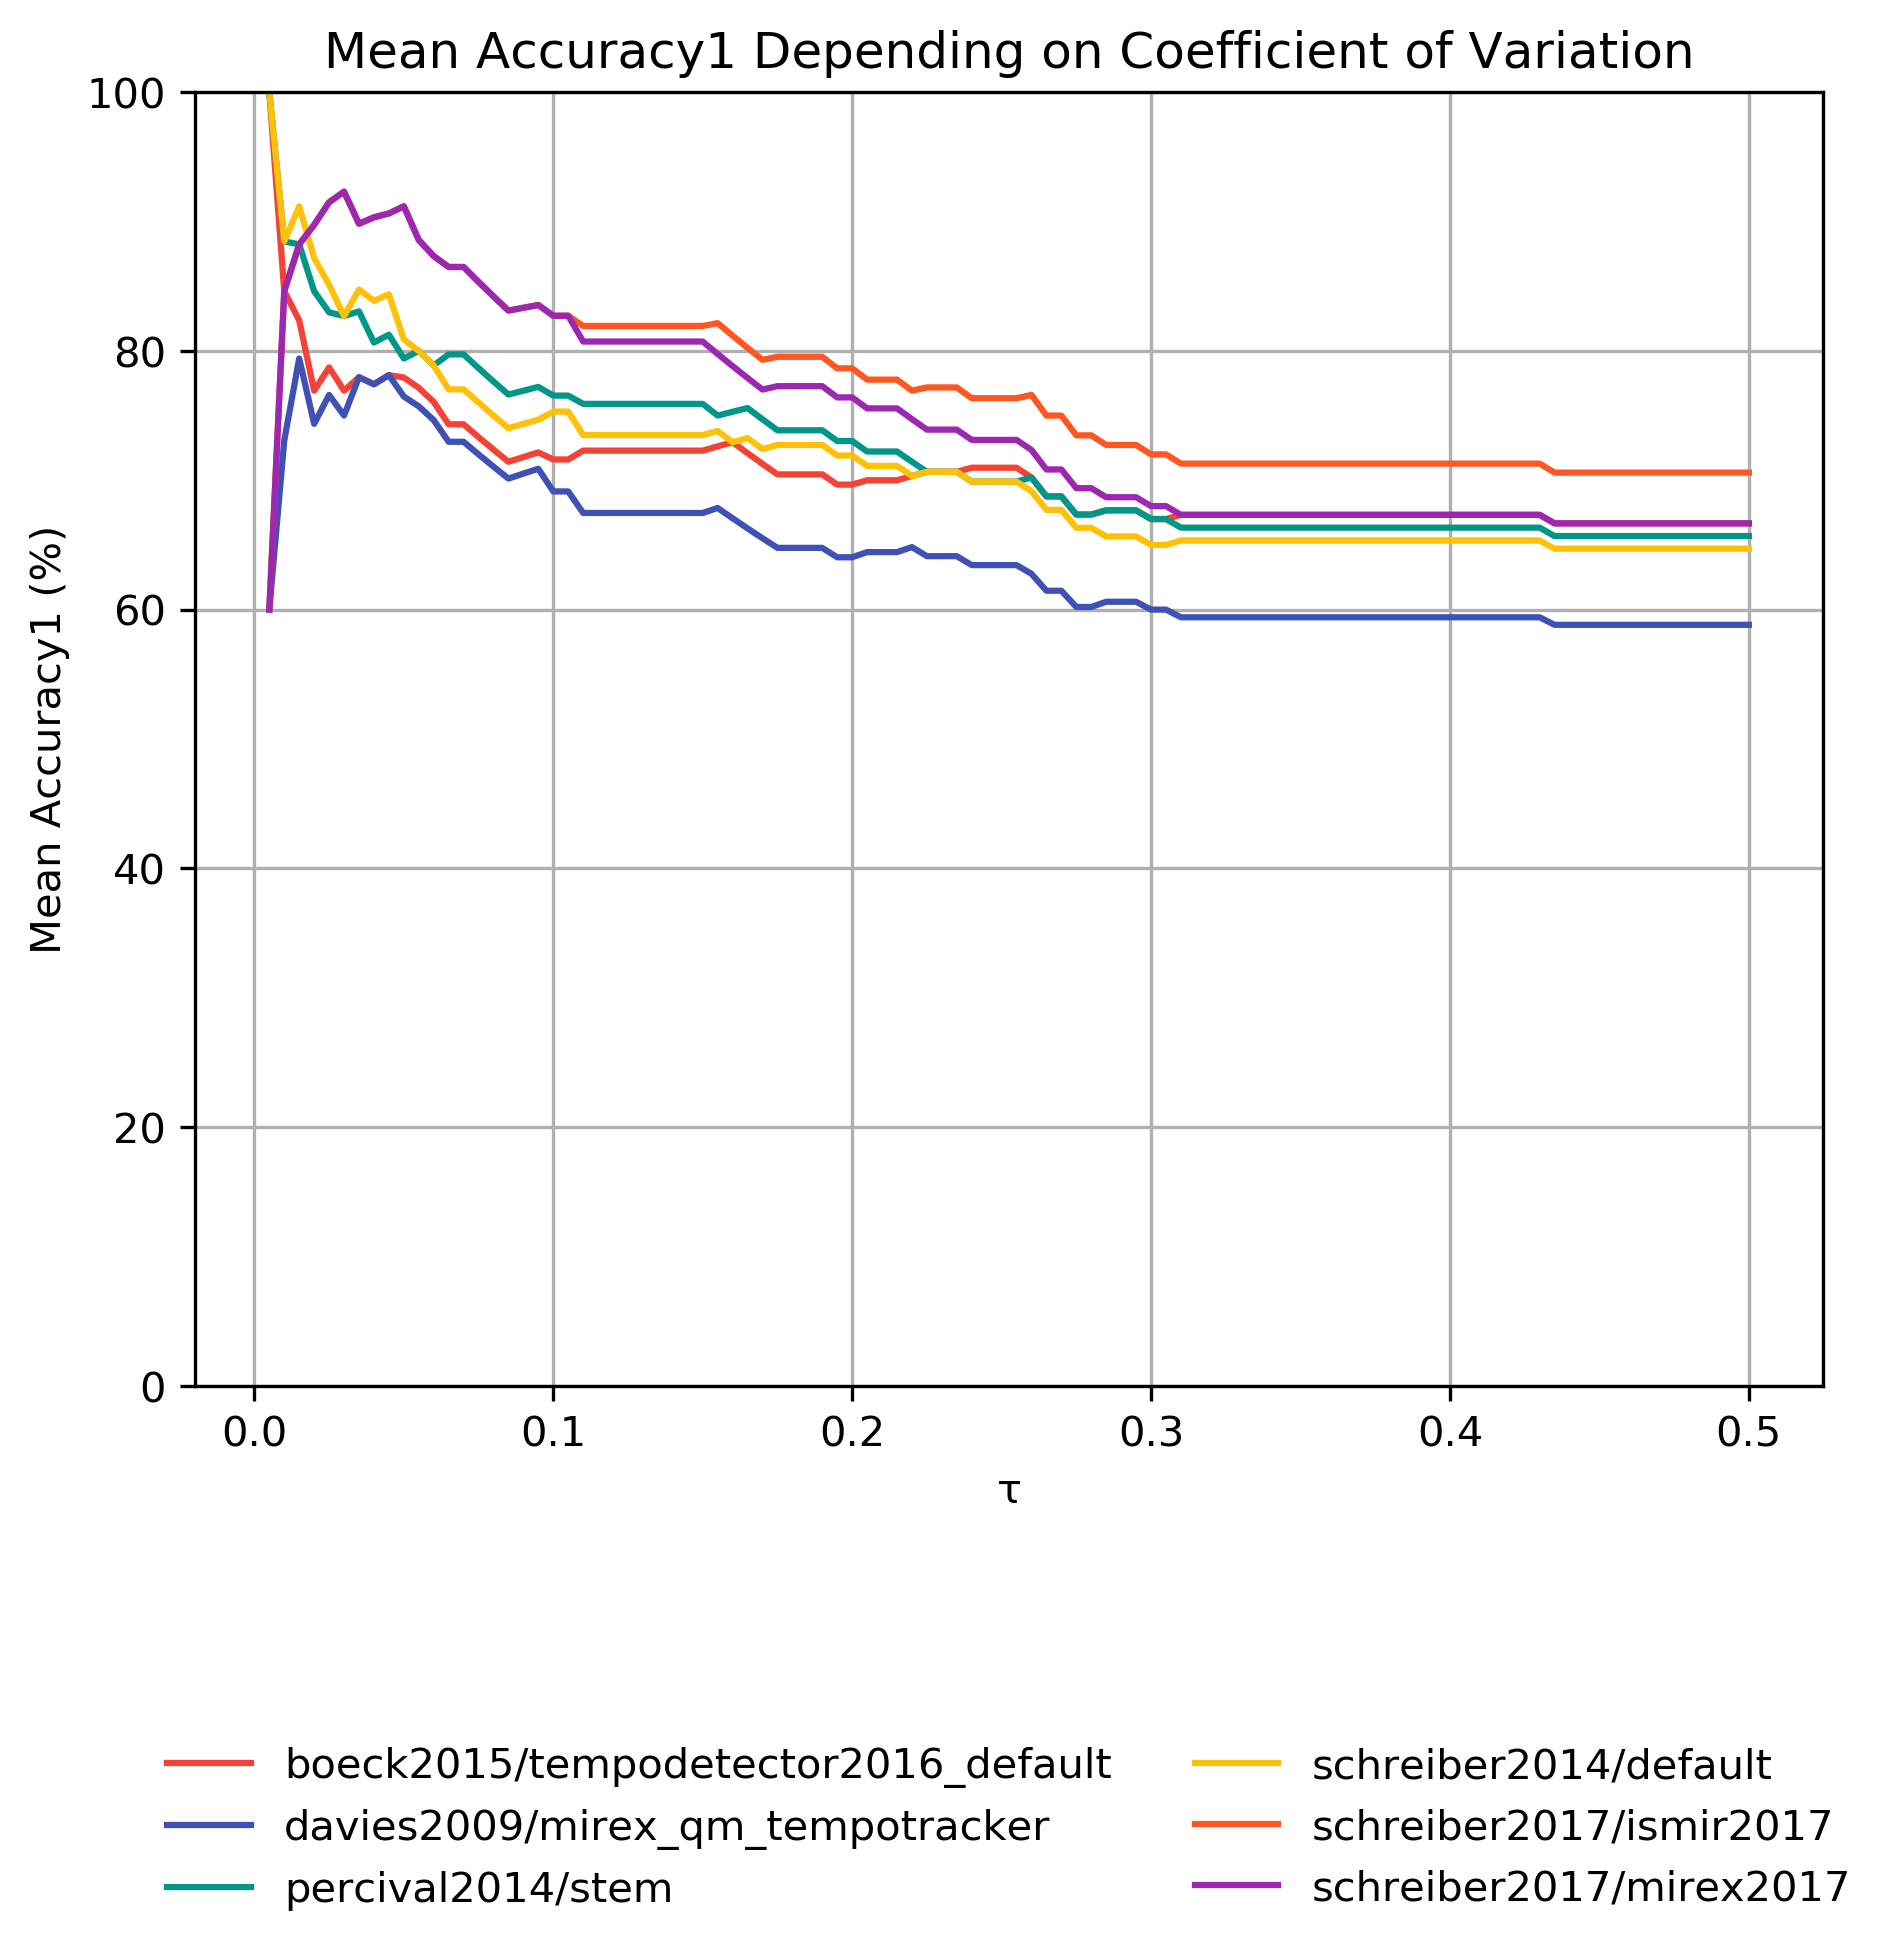 Mean Accuracy1 Depending on Coefficient of Variation
Mean Accuracy1 (%)
100
80
60
40
20
0
0.0 0.1 0.2 0.3 0.4 0.5
τ
boeck2015/tempodetector2016_default
davies2009/mirex_qm_tempotracker
percival2014/stem
schreiber2014/default
schreiber2017/ismir2017
schreiber2017/mirex2017